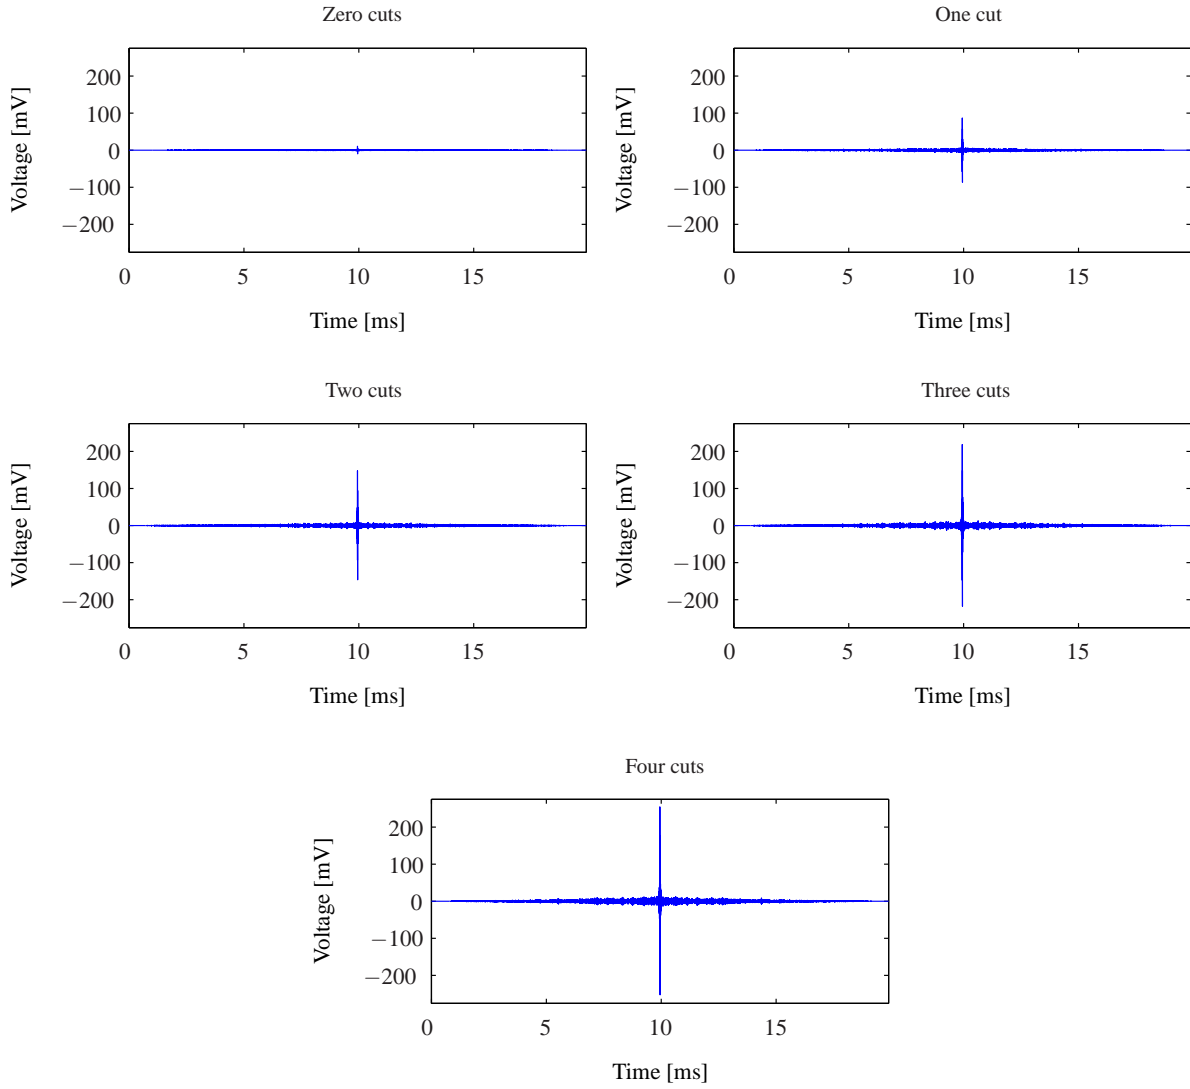 Zero cuts
Voltage [mV]
200
100
0
−100
−200
0 5 10 15
Time [ms]
One cut
Voltage [mV]
200
100
0
−100
−200
0 5 10 15
Time [ms]
Two cuts
Voltage [mV]
200
100
0
−100
−200
0 5 10 15
Time [ms]
Three cuts
Voltage [mV]
200
100
0
−100
−200
0 5 10 15
Time [ms]
Four cuts
Voltage [mV]
200
100
0
−100
−200
0 5 10 15
Time [ms]